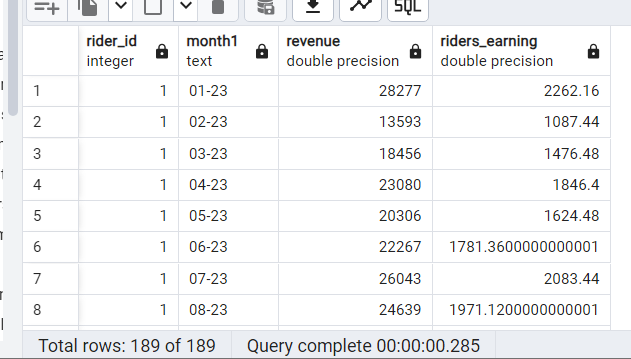 SQL
rider_id month1 revenue riders_earning
integer text double precision double precision
1 1 01-23 28277 2262.16
2 1 02-23 13593 1087.44
3 1 03-23 18456 1476.48
4 1 04-23 23080 1846.4
5 1 05-23 20306 1624.48
6 1 06-23 22267 1781.3600000000001
7 1 07-23 26043 2083.44
8 1 08-23 24639 1971.1200000000001
Total rows: 189 of 189 Query complete 00:00:00.285